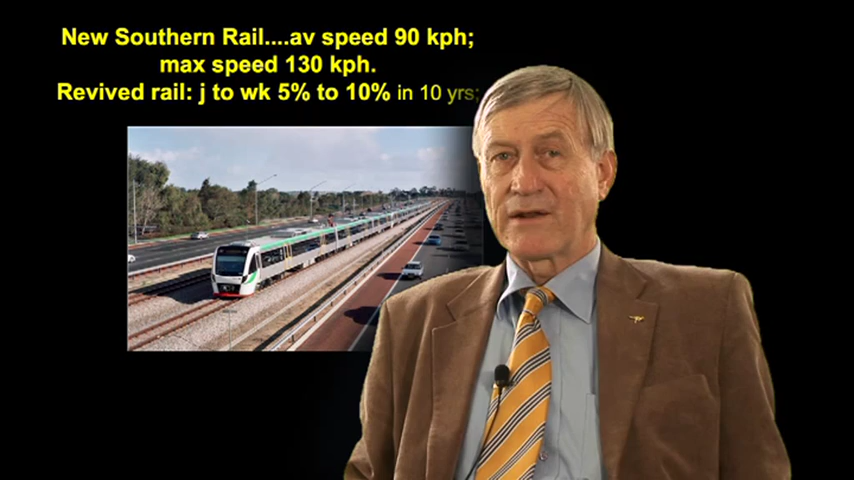 New Southern Rail....av speed 90 kph;
max speed 130 kph.
Revived rail: j to wk 5% to 10% in 10 yrs;